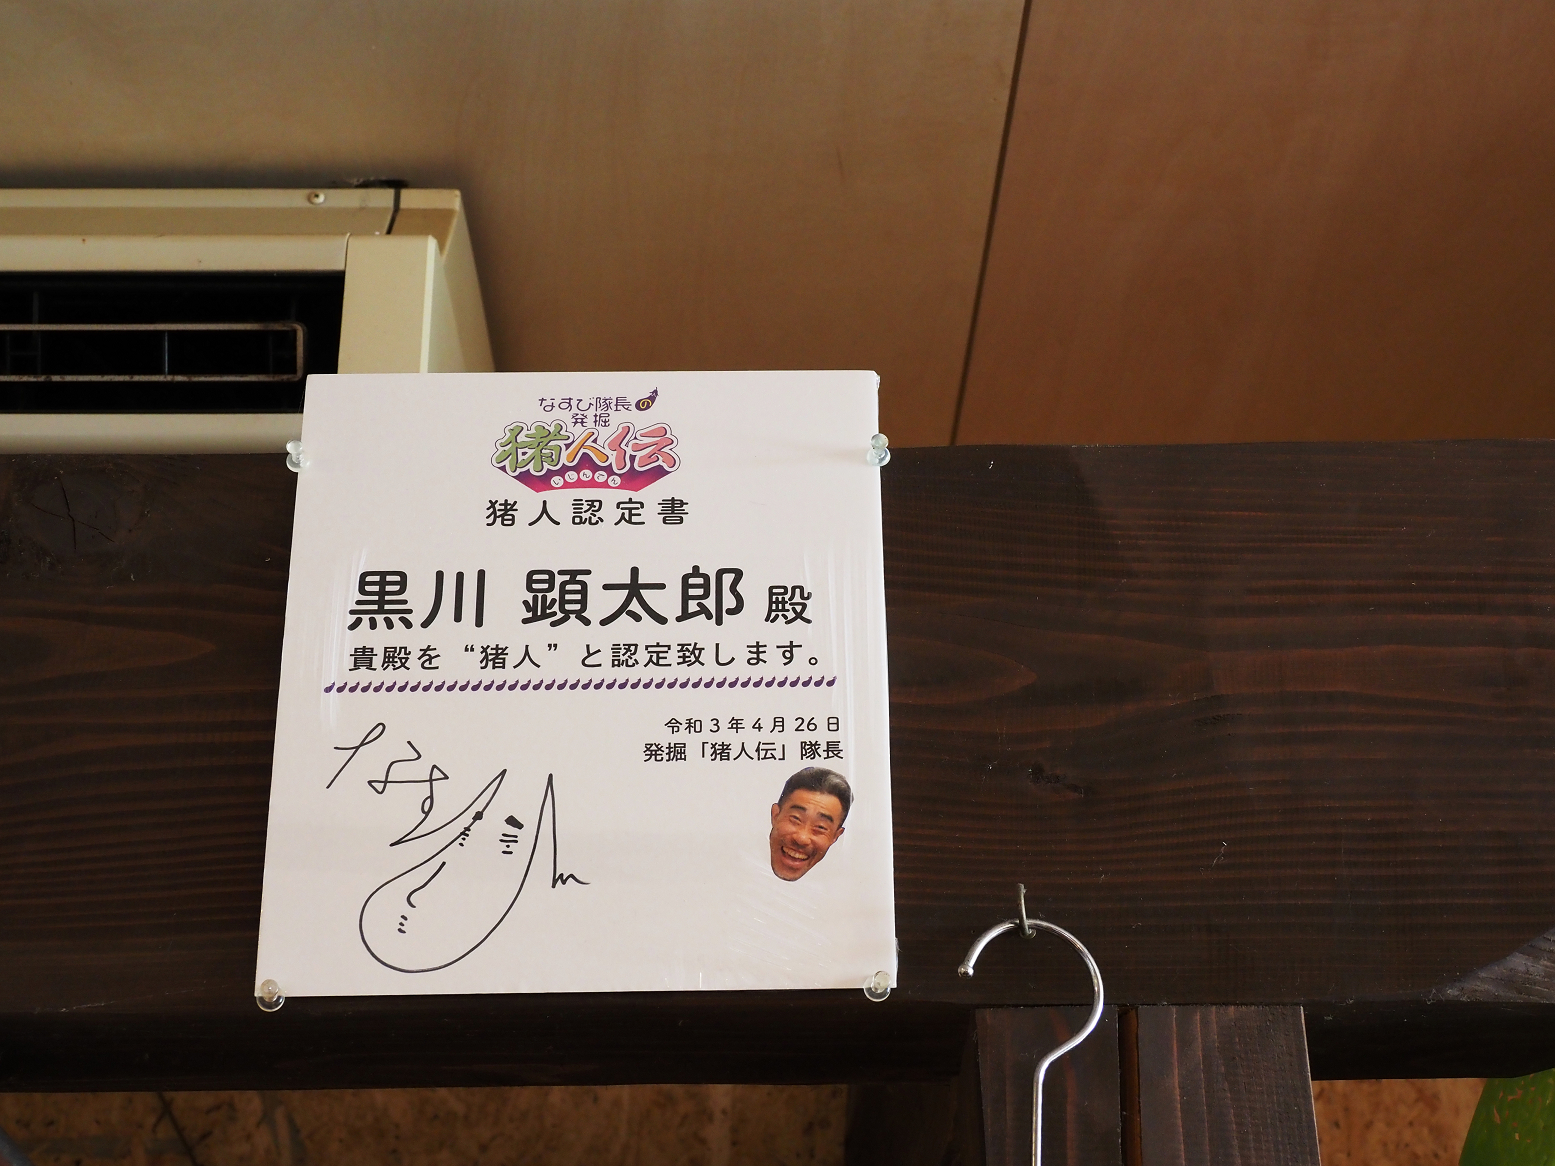 なすび隊長の
発掘
猪人伝
いじんでん
猪人認定書
黒川 顕太郎 殿
貴殿を“猪人”と認定致します。
令和3年4月26日
発掘「猪人伝」隊長
なすび